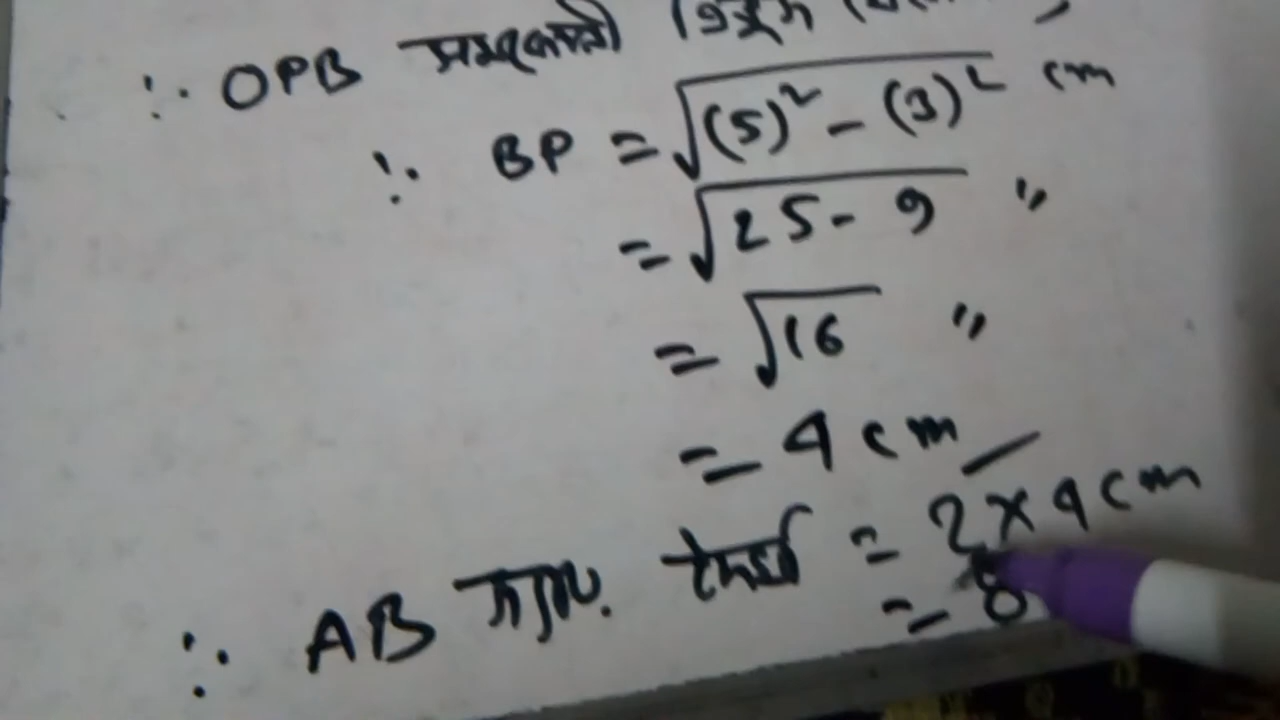 ∴ OPB সমকোণী
∴ BP = √(5)² - (3)² cm
= √25 - 9 "
= √16 "
= 4 cm
∴ AB জ্যা দৈর্ঘ্য = 2 x 4 cm
= 8